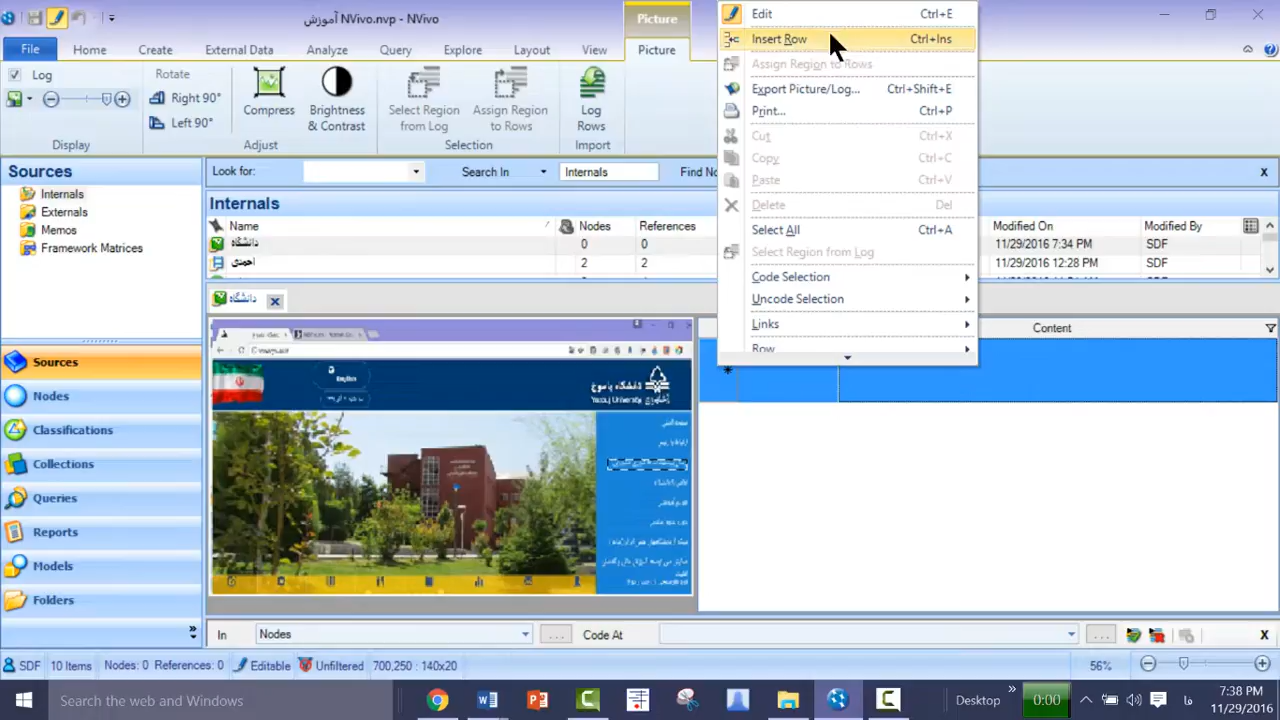 آموزش NVivo.nvp - NVivo
Picture
File
Create
External Data
Analyze
Query
Explore
Layout
View
Picture
Log
Rotate
Right 90°
Left 90°
Compress
Brightness
& Contrast
Select Region
from Log
Assign Region
to Rows
Log
Rows
Display
Adjust
Selection
Import
Edit Ctrl+E
Insert Row Ctrl+Ins
Assign Region to Rows
Export Picture/Log... Ctrl+Shift+E
Print... Ctrl+P
Cut Ctrl+X
Copy Ctrl+C
Paste Ctrl+V
Delete Del
Select All Ctrl+A
Select Region from Log
Code Selection
Uncode Selection
Links
Row
Sources
Internals
Externals
Memos
Framework Matrices
Look for:
Search In
Internals
Internals
Name Nodes References Modified On Modified By
دانشگاه 0 0 11/29/2016 7:34 PM SDF
احمدی 2 2 11/29/2016 12:28 PM SDF
دانشگاه
Content
English
دانشگاه یاسوج
Yasouj University
Sources
Nodes
Classifications
Collections
Queries
Reports
Models
Folders
In Nodes ... Code At ...
SDF 10 Items Nodes: 0 References: 0 Editable Unfiltered 700,250 : 140x20 56%
Search the web and Windows
Desktop
0:00
فا
7:38 PM
11/29/2016